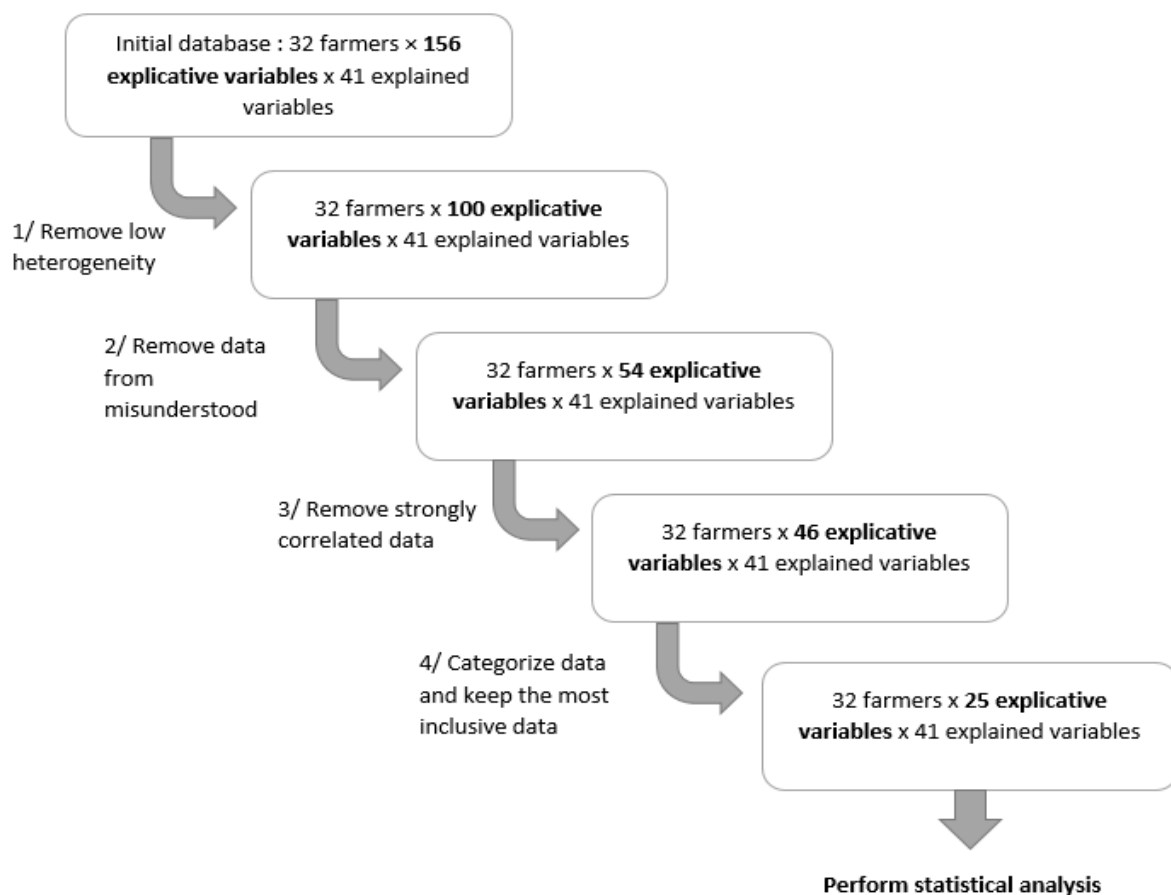 Initial database : 32 farmers × 156
explicative variables x 41 explained
variables
1/ Remove low
heterogeneity
32 farmers x 100 explicative
variables x 41 explained variables
2/ Remove data
from
misunderstood
32 farmers x 54 explicative
variables x 41 explained variables
3/ Remove strongly
correlated data
32 farmers x 46 explicative
variables x 41 explained variables
4/ Categorize data
and keep the most
inclusive data
32 farmers x 25 explicative
variables x 41 explained variables
Perform statistical analysis